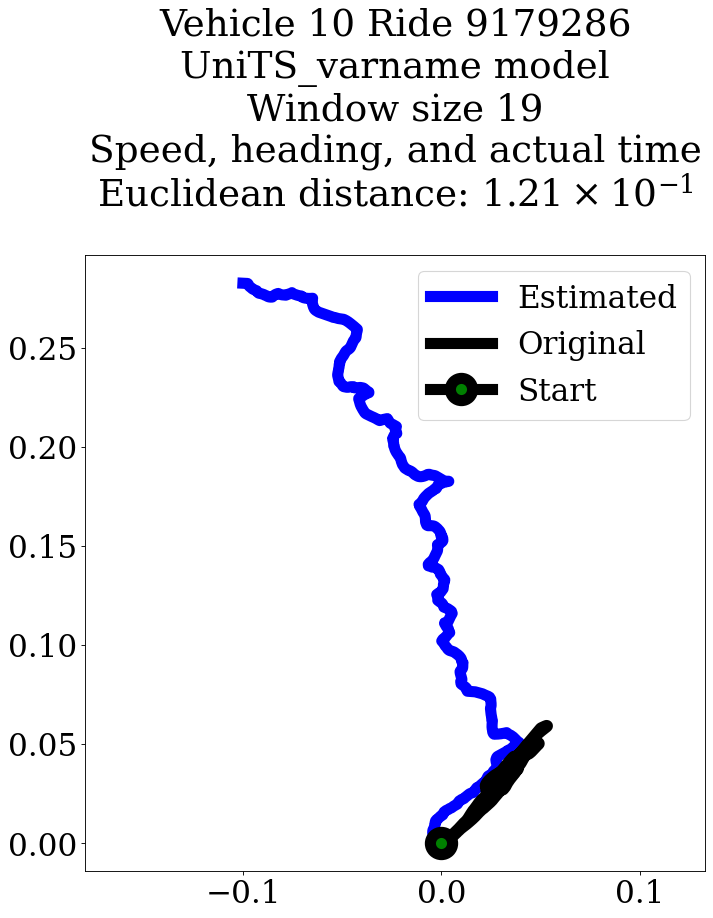 Vehicle 10 Ride 9179286
UniTS_varname model
Window size 19
Speed, heading, and actual time
Euclidean distance: 1.21 × 10⁻¹
Estimated
Original
Start
0.25
0.20
0.15
0.10
0.05
0.00
−0.1
0.0
0.1